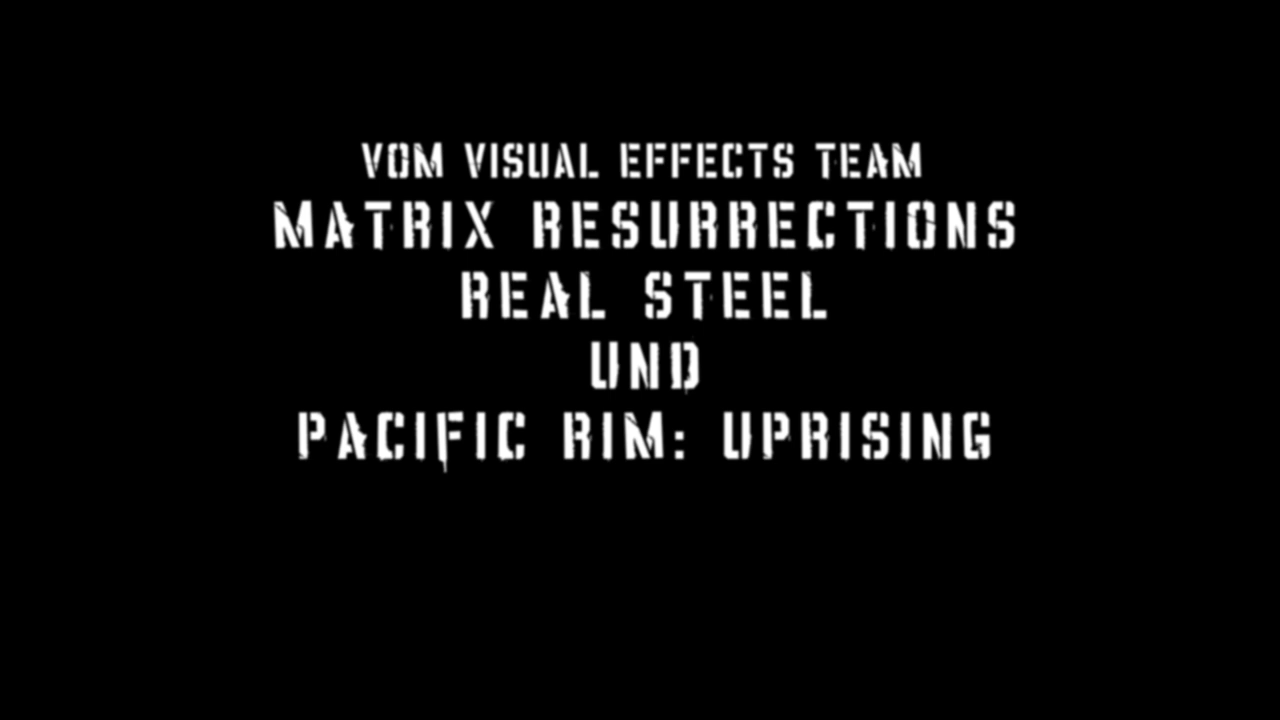 VOM VISUAL EFFECTS TEAM
MATRIX RESURRECTIONS
REAL STEEL
UND
PACIFIC RIM: UPRISING